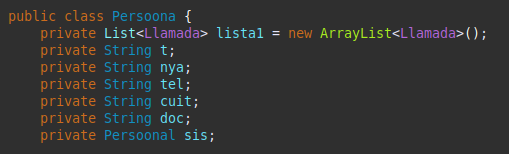 public class Persoona {
private List<Llamada> lista1 = new ArrayList<Llamada>();
private String t;
private String nya;
private String tel;
private String cuit;
private String doc;
private Persoonal sis;